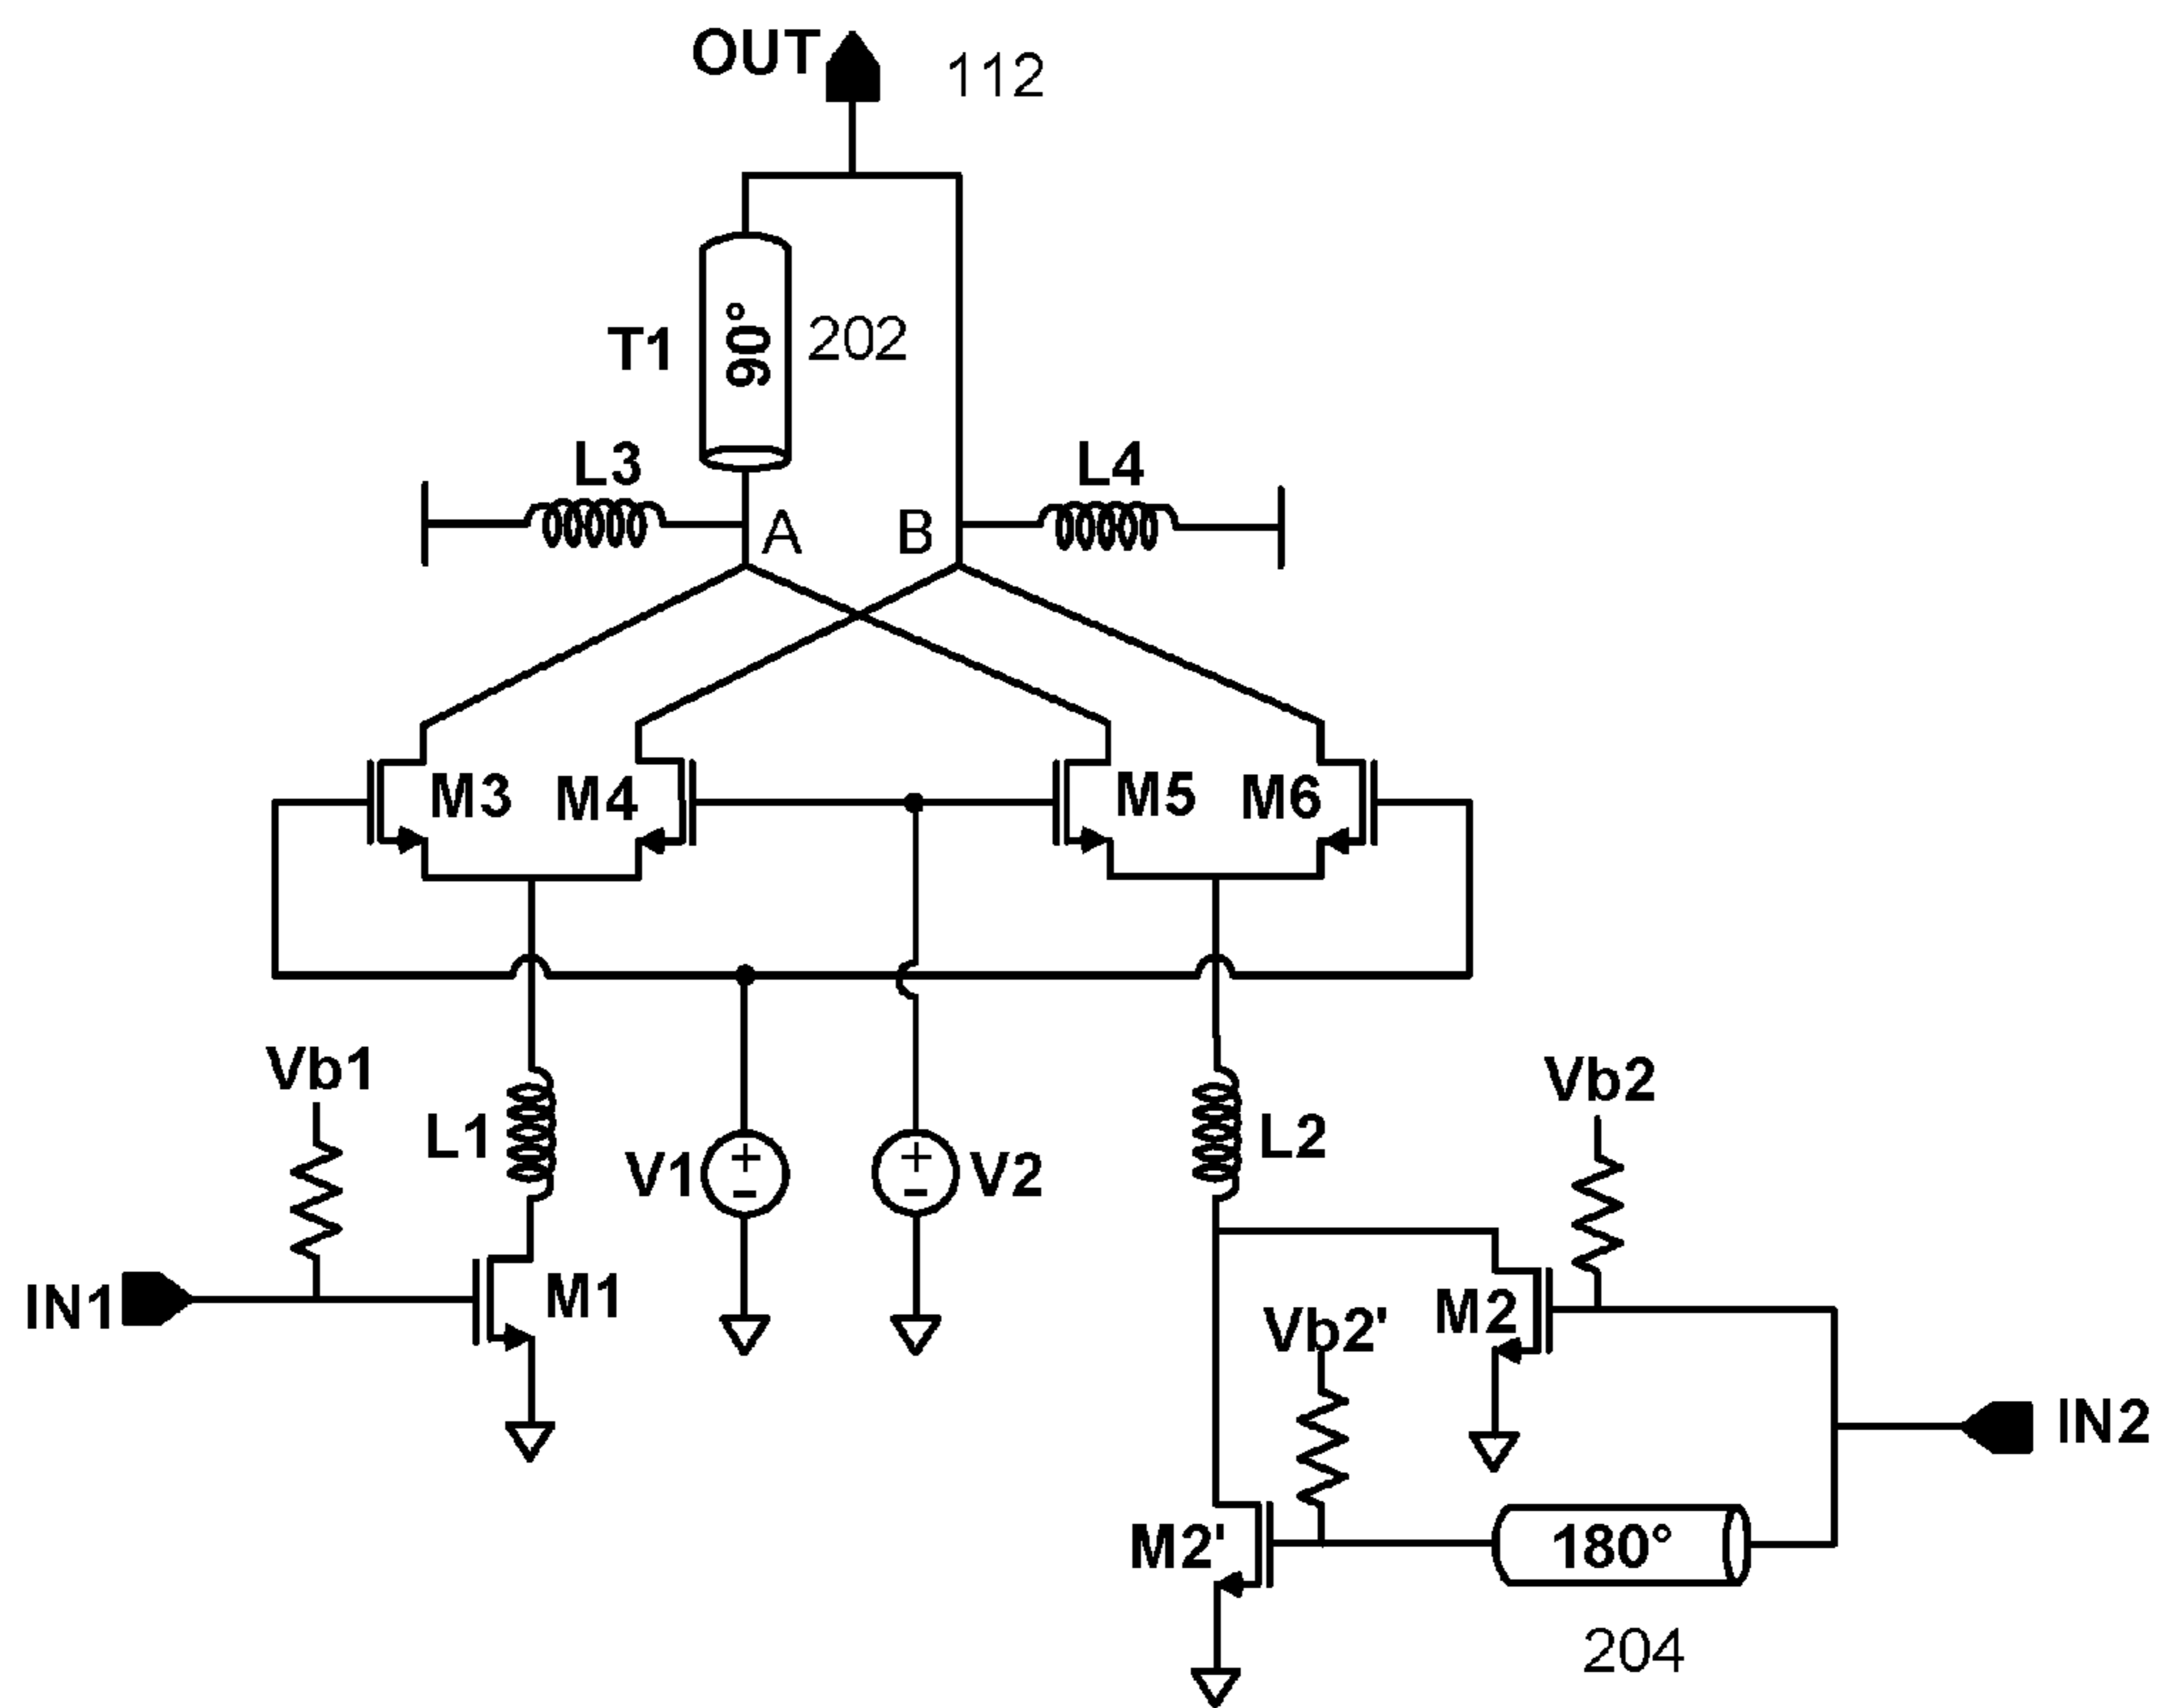 OUT 112
T1 90° 202
L3 L4
A B
M3 M4 M5 M6
Vb1 Vb2
L1 V1 + - + - V2 L2
IN1 M1 M2
Vb2'
IN2
M2' 180°
204